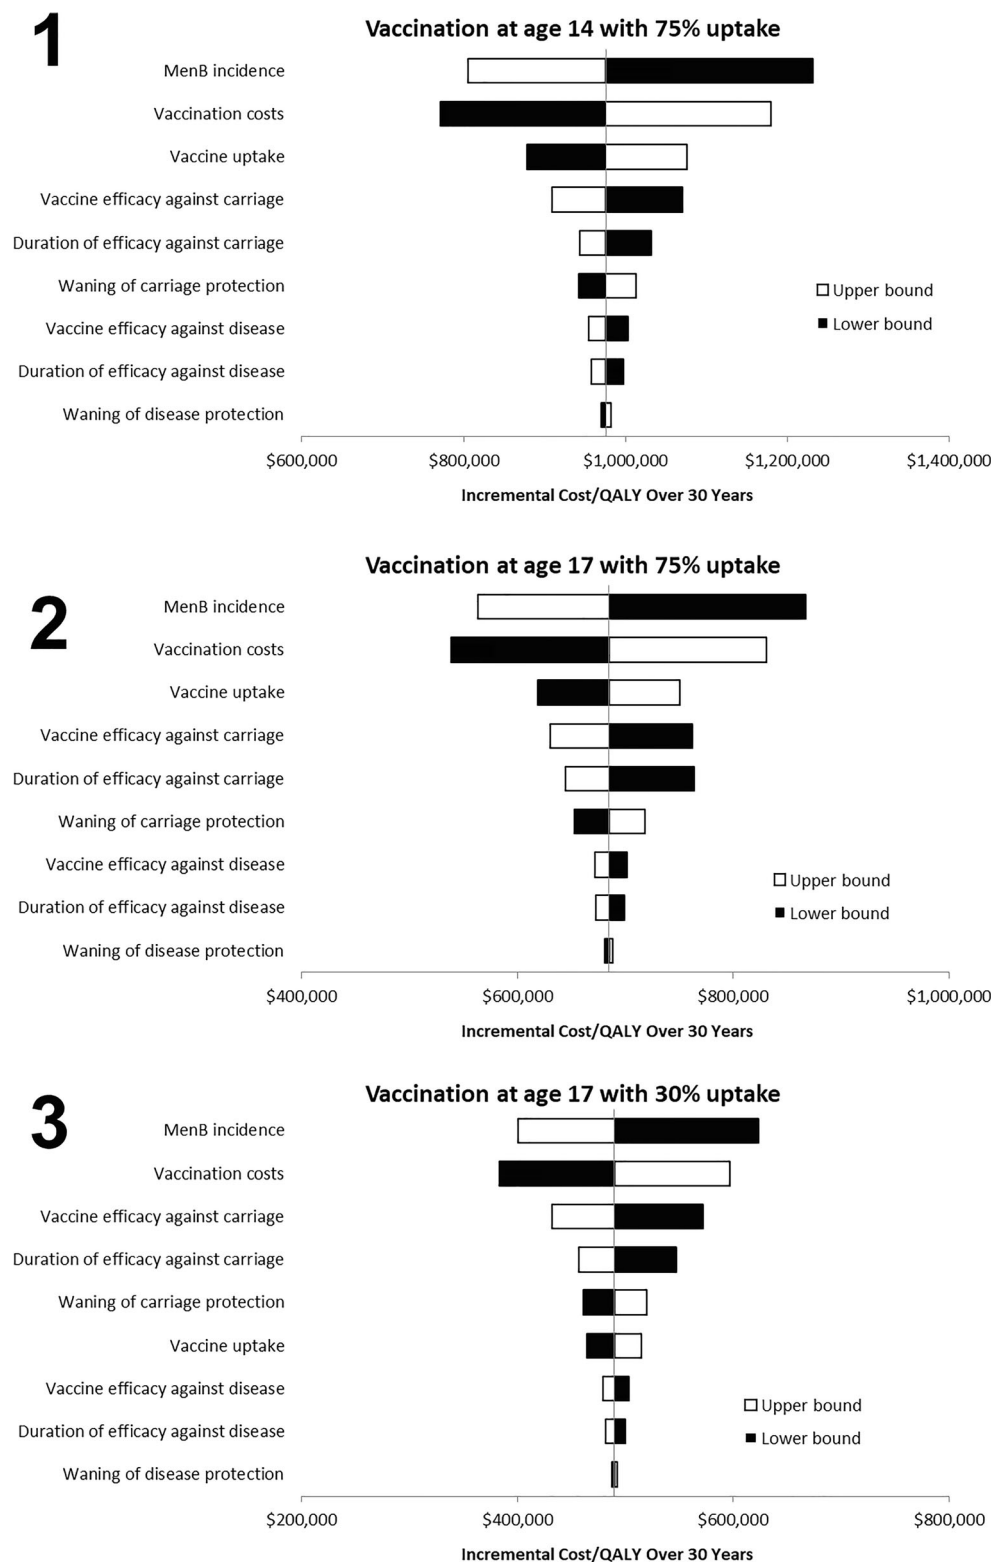 1
Vaccination at age 14 with 75% uptake
MenB incidence
Vaccination costs
Vaccine uptake
Vaccine efficacy against carriage
Duration of efficacy against carriage
Waning of carriage protection
Vaccine efficacy against disease
Duration of efficacy against disease
Waning of disease protection
Upper bound
Lower bound
$600,000 $800,000 $1,000,000 $1,200,000 $1,400,000
Incremental Cost/QALY Over 30 Years
2
Vaccination at age 17 with 75% uptake
MenB incidence
Vaccination costs
Vaccine uptake
Vaccine efficacy against carriage
Duration of efficacy against carriage
Waning of carriage protection
Vaccine efficacy against disease
Duration of efficacy against disease
Waning of disease protection
Upper bound
Lower bound
$400,000 $600,000 $800,000 $1,000,000
Incremental Cost/QALY Over 30 Years
3
Vaccination at age 17 with 30% uptake
MenB incidence
Vaccination costs
Vaccine efficacy against carriage
Duration of efficacy against carriage
Waning of carriage protection
Vaccine uptake
Vaccine efficacy against disease
Duration of efficacy against disease
Waning of disease protection
Upper bound
Lower bound
$200,000 $400,000 $600,000 $800,000
Incremental Cost/QALY Over 30 Years